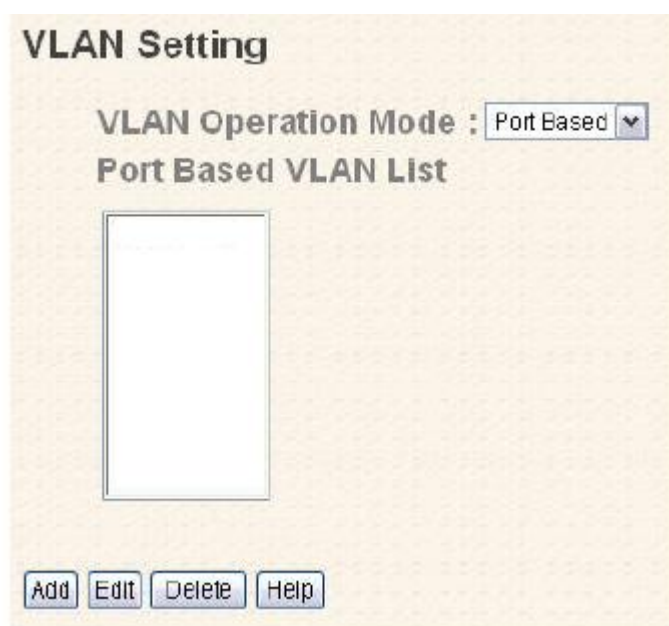 VLAN Setting
VLAN Operation Mode : Port Based
Port Based VLAN List
Add Edit Delete Help